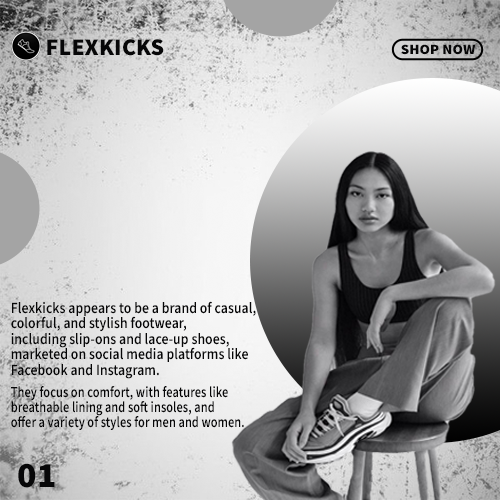 FLEXKICKS
SHOP NOW
Flexkicks appears to be a brand of casual,
colorful, and stylish footwear,
including slip-ons and lace-up shoes,
marketed on social media platforms like
Facebook and Instagram.
They focus on comfort, with features like
breathable lining and soft insoles, and
offer a variety of styles for men and women.
01